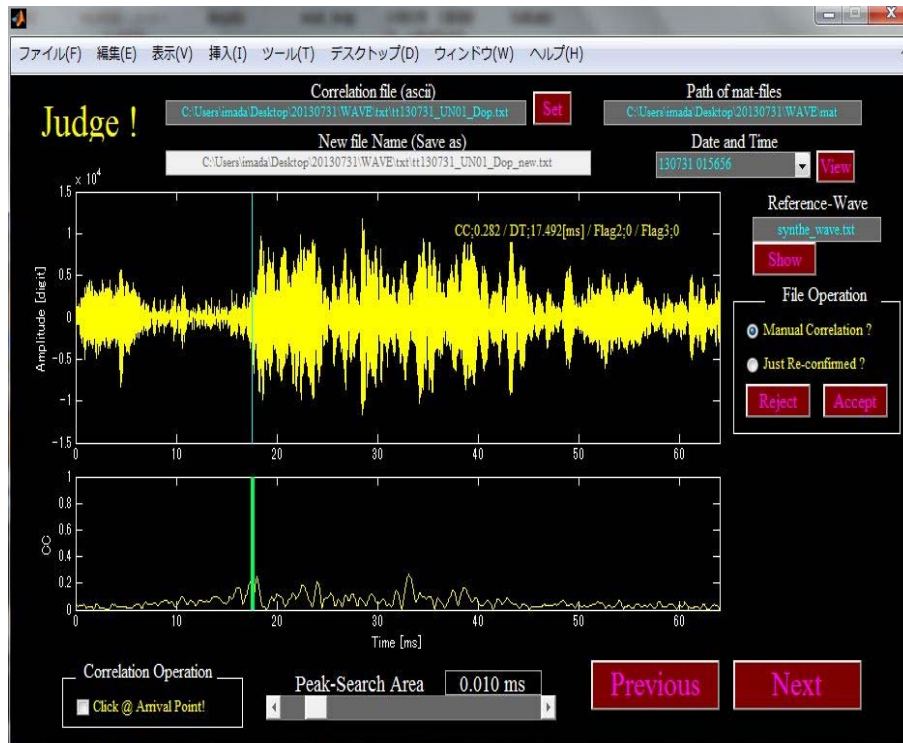 ファイル(F) 編集(E) 表示(V) 挿入(I) ツール(T) デスクトップ(D) ウィンドウ(W) ヘルプ(H)
Judge !
Correlation file (ascii)
C:\Users\imada\Desktop\20130731\WAVE\txt\tt130731_UN01_Dop.txt
Set
Path of mat-files
C:\Users\imada\Desktop\20130731\WAVE\mat
New file Name (Save as)
C:\Users\imada\Desktop\20130731\WAVE\txt\tt130731_UN01_Dop_new.txt
Date and Time
130731 015656
View
Reference-Wave
synthe_wave.txt
Show
File Operation
Manual Correlation ?
Just Re-confirmed ?
Reject
Accept
x 10^4
CC;0.282 / DT;17.492[ms] / Flag2;0 / Flag3;0
Amplitude [digit]
1.5
1
0.5
0
-0.5
-1
-1.5
0 10 20 30 40 50 60
CC
1
0.8
0.6
0.4
0.2
0
0 10 20 30 40 50 60
Time [ms]
Correlation Operation
Click @ Arrival Point!
Peak-Search Area
0.010 ms
Previous
Next